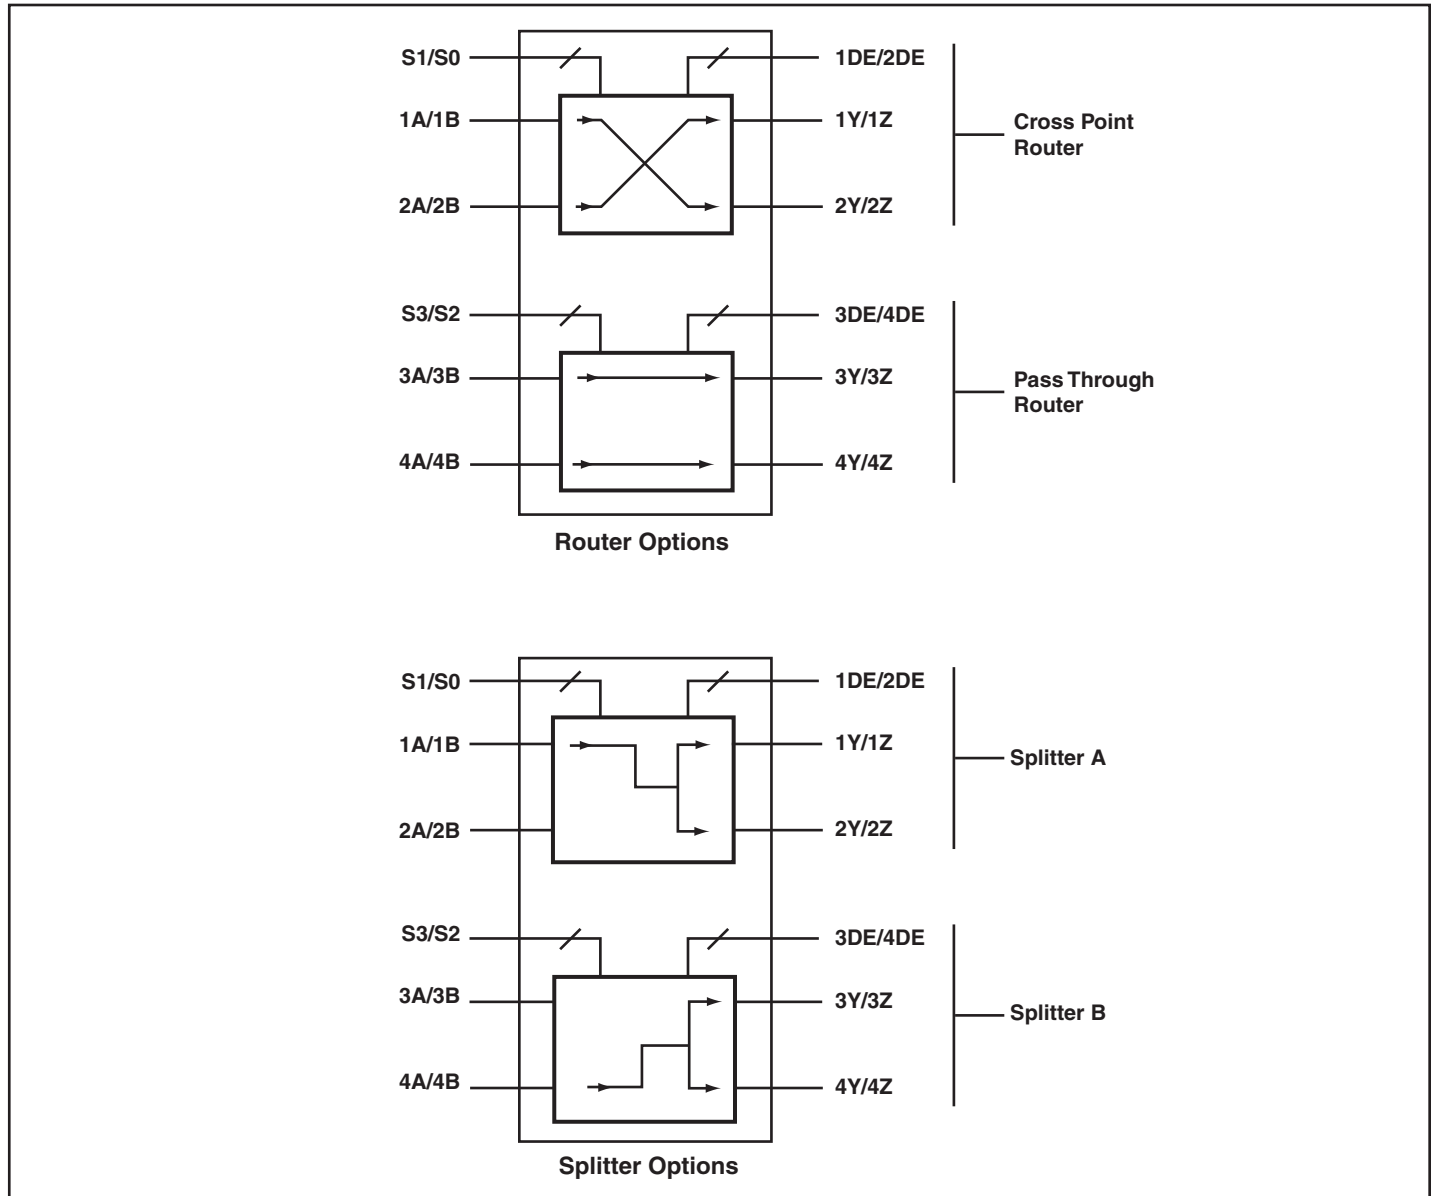 S1/S0
1DE/2DE
1A/1B
1Y/1Z
Cross Point
Router
2A/2B
2Y/2Z
S3/S2
3DE/4DE
3A/3B
3Y/3Z
Pass Through
Router
4A/4B
4Y/4Z
Router Options
S1/S0
1DE/2DE
1A/1B
1Y/1Z
Splitter A
2A/2B
2Y/2Z
S3/S2
3DE/4DE
3A/3B
3Y/3Z
Splitter B
4A/4B
4Y/4Z
Splitter Options